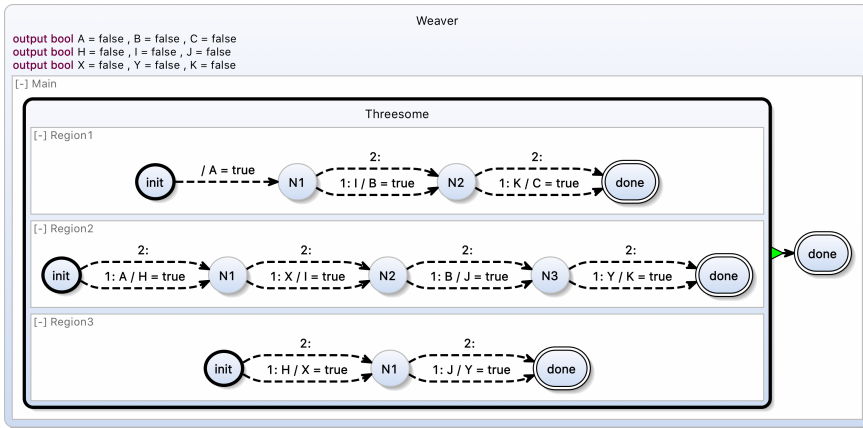 Weaver
output bool A = false , B = false , C = false
output bool H = false , I = false , J = false
output bool X = false , Y = false , K = false
[-] Main
Threesome
[-] Region1
init
/ A = true
N1
2:
1: I / B = true
N2
2:
1: K / C = true
done
[-] Region2
init
2:
1: A / H = true
N1
2:
1: X / I = true
N2
2:
1: B / J = true
N3
2:
1: Y / K = true
done
done
[-] Region3
init
2:
1: H / X = true
N1
2:
1: J / Y = true
done